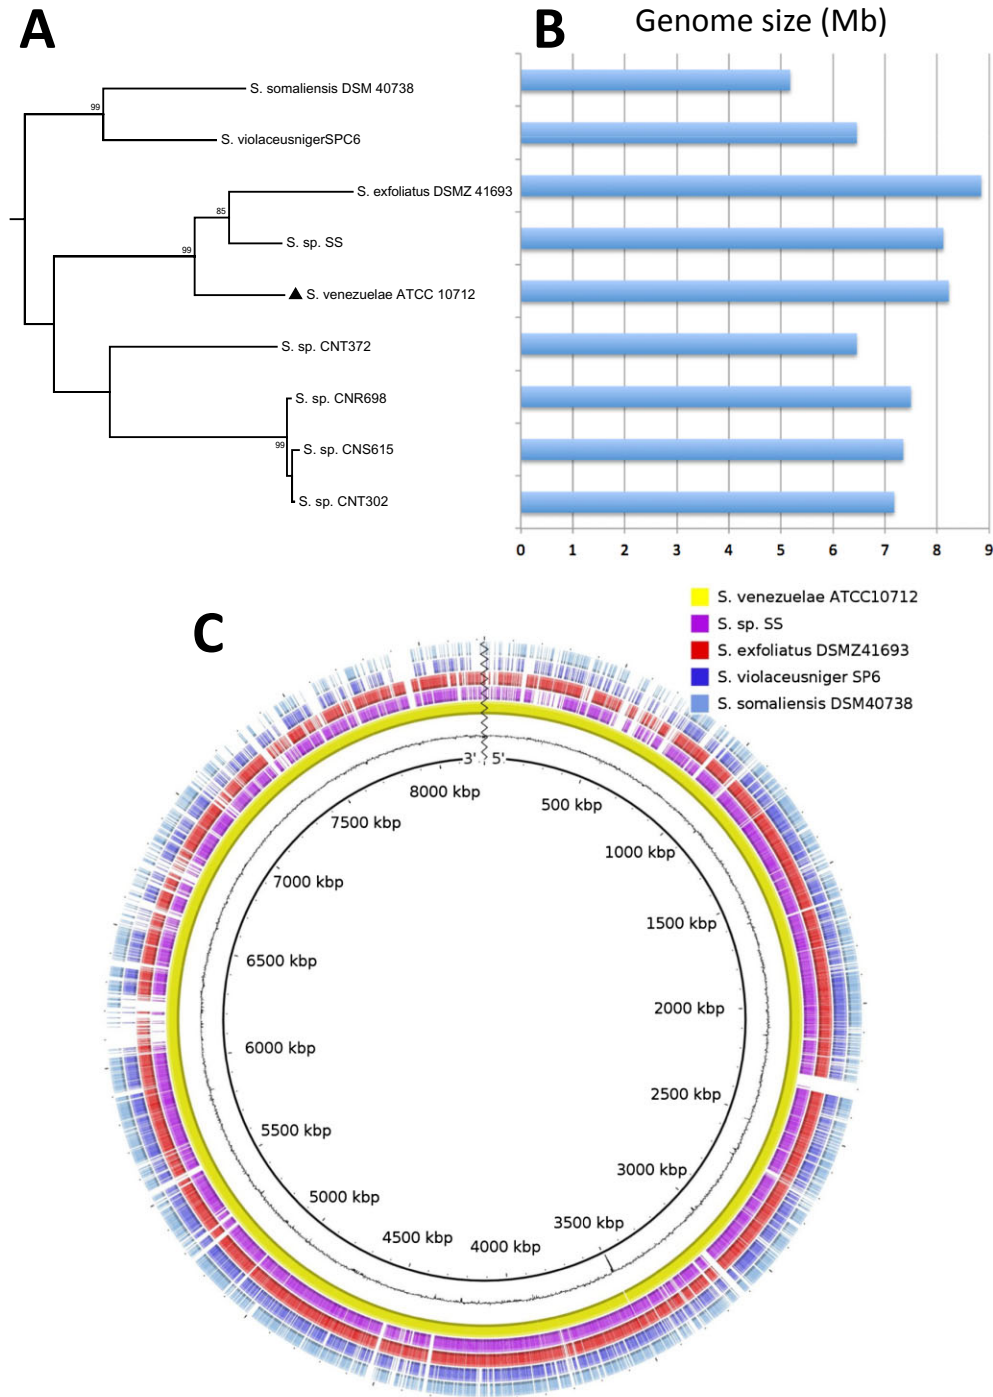 A
B
Genome size (Mb)
99
S. somaliensis DSM 40738
S. violaceusnigerSPC6
S. exfoliatus DSMZ 41693
85
S. sp. SS
99
S. venezuelae ATCC 10712
S. sp. CNT372
S. sp. CNR698
99
S. sp. CNS615
S. sp. CNT302
0 1 2 3 4 5 6 7 8 9
C
S. venezuelae ATCC10712
S. sp. SS
S. exfoliatus DSMZ41693
S. violaceusniger SP6
S. somaliensis DSM40738
3' 5'
8000 kbp
500 kbp
7500 kbp
1000 kbp
7000 kbp
1500 kbp
6500 kbp
2000 kbp
6000 kbp
2500 kbp
5500 kbp
3000 kbp
5000 kbp
3500 kbp
4500 kbp
4000 kbp